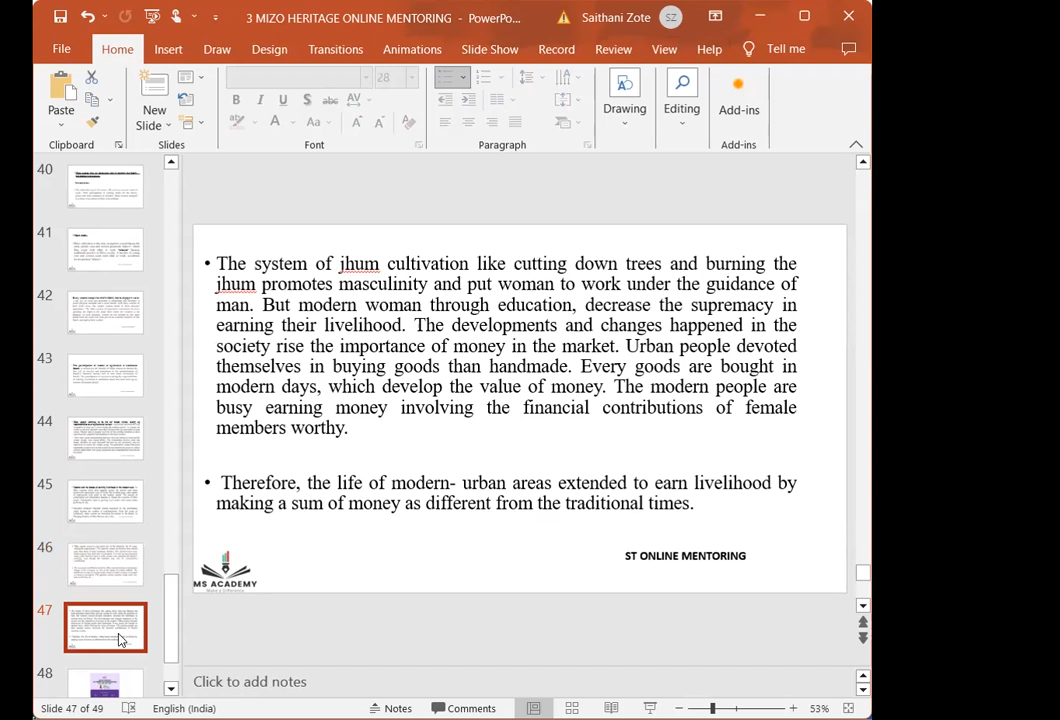 3 MIZO HERITAGE ONLINE MENTORING - PowerPo...
Saithani Zote
SZ
File Home Insert Draw Design Transitions Animations Slide Show Record Review View Help Tell me
Paste
New
Slide
28
Drawing
Editing
Add-ins
Clipboard
Slides
Font
Paragraph
Add-ins
40
41
42
43
44
45
46
47
48
• The system of jhum cultivation like cutting down trees and burning the
jhum promotes masculinity and put woman to work under the guidance of
man. But modern woman through education, decrease the supremacy in
earning their livelihood. The developments and changes happened in the
society rise the importance of money in the market. Urban people devoted
themselves in buying goods than handmade. Every goods are bought in
modern days, which develop the value of money. The modern people are
busy earning money involving the financial contributions of female
members worthy.
• Therefore, the life of modern- urban areas extended to earn livelihood by
making a sum of money as different from the traditional times.
ST ONLINE MENTORING
MS ACADEMY
Make a Difference
Click to add notes
Slide 47 of 49
English (India)
Notes
Comments
53%